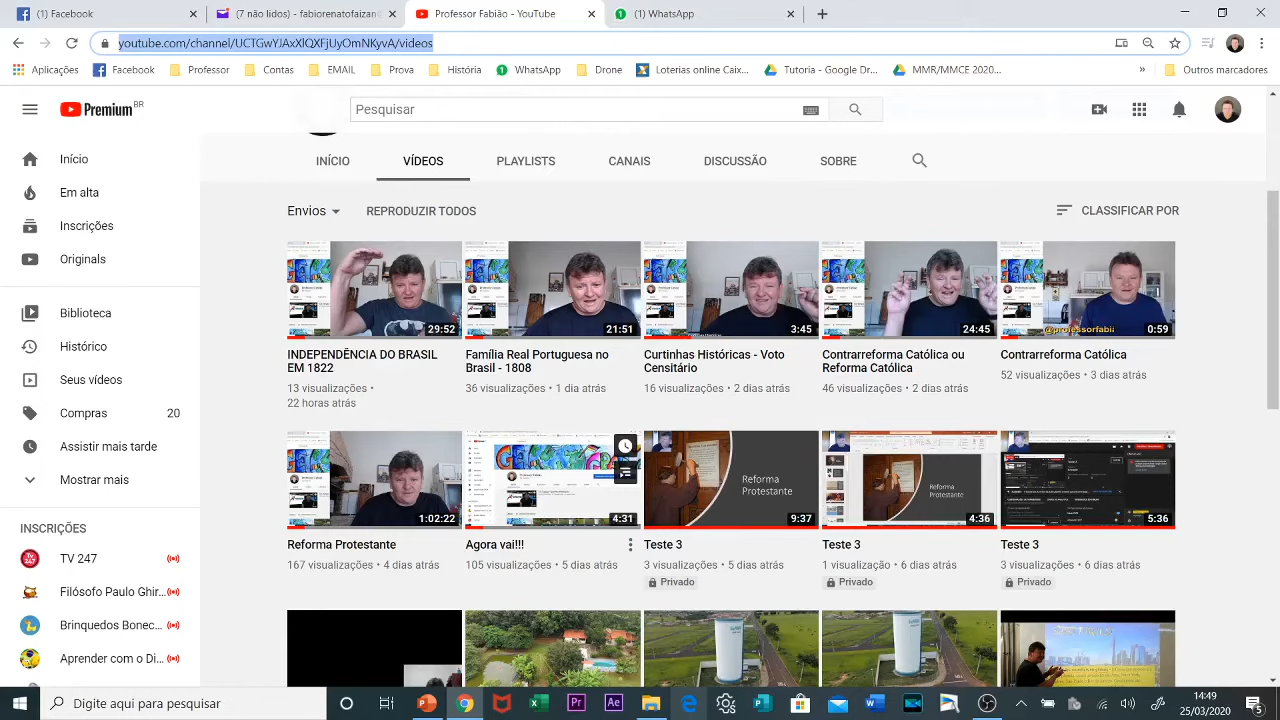 (1) Facebook
(7 não lidos) - fabiorenofanton@
Professor Fabião - YouTube
(1) WhatsApp
youtube.com/channel/UCTGwYJAxXlQXFjUyOmNKyvA/videos
Aplicações
Facebook
Professor
Contas
EMAIL
Prova
História
WhatsApp
Drone
Loterias online Caix...
Tutoria - Google Dr...
MMR/MMCE 2020...
Outros marcadores
Premium BR
Pesquisar
Início
Em alta
Inscrições
Originals
Biblioteca
Histórico
Seus vídeos
Compras 20
Assistir mais tarde
Mostrar mais
INSCRIÇÕES
TV 247
Filósofo Paulo Ghir...
Brinquedos Bonec...
Aprender com o Di...
INÍCIO
VÍDEOS
PLAYLISTS
CANAIS
DISCUSSÃO
SOBRE
Envios
REPRODUZIR TODOS
CLASSIFICAR POR
29:52
INDEPENDÊNCIA DO BRASIL
EM 1822
13 visualizações •
22 horas atrás
21:51
Família Real Portuguesa no
Brasil - 1808
36 visualizações • 1 dia atrás
3:45
Curtinhas Históricas - Voto
Censitário
16 visualizações • 2 dias atrás
24:45
Contrarreforma Católica ou
Reforma Católica
46 visualizações • 2 dias atrás
@professorfabii
0:59
Contrarreforma Católica
52 visualizações • 3 dias atrás
Reforma Protestante
167 visualizações • 4 dias atrás
Agora vai!!!
105 visualizações • 5 dias atrás
Reforma
Protestante
Teste 3
3 visualizações • 5 dias atrás
Privado
Reforma
Protestante
4:36
Teste 3
1 visualização • 6 dias atrás
Privado
5:36
Teste 3
3 visualizações • 6 dias atrás
Privado
Digite aqui para pesquisar
14:49
25/03/2020